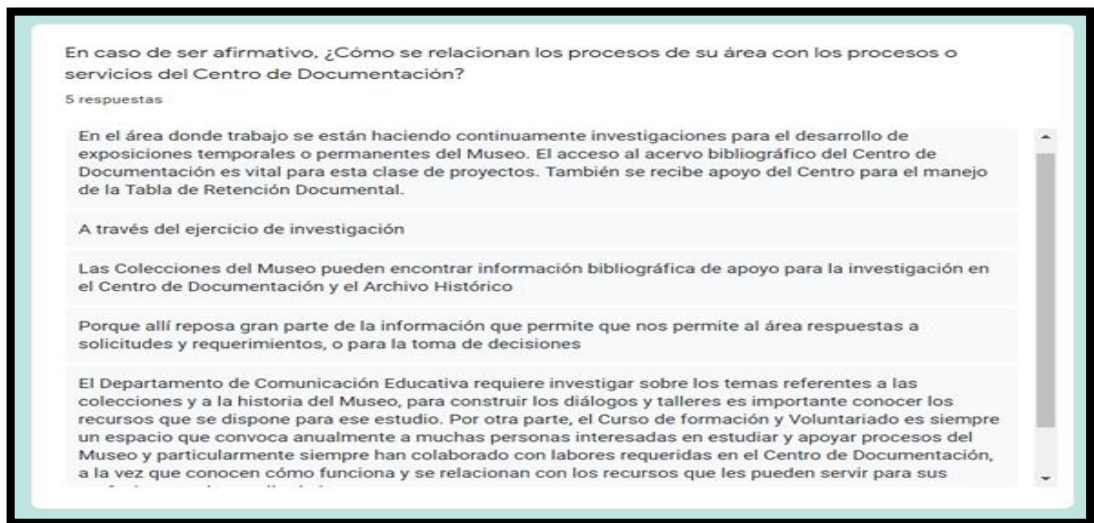 En caso de ser afirmativo, ¿Cómo se relacionan los procesos de su área con los procesos o
servicios del Centro de Documentación?
5 respuestas
En el área donde trabajo se están haciendo continuamente investigaciones para el desarrollo de
exposiciones temporales o permanentes del Museo. El acceso al acervo bibliográfico del Centro de
Documentación es vital para esta clase de proyectos. También se recibe apoyo del Centro para el manejo
de la Tabla de Retención Documental.
A través del ejercicio de investigación
Las Colecciones del Museo pueden encontrar información bibliográfica de apoyo para la investigación en
el Centro de Documentación y el Archivo Histórico
Porque allí reposa gran parte de la información que permite que nos permite al área respuestas a
solicitudes y requerimientos, o para la toma de decisiones
El Departamento de Comunicación Educativa requiere investigar sobre los temas referentes a las
colecciones y a la historia del Museo, para construir los diálogos y talleres es importante conocer los
recursos que se dispone para ese estudio. Por otra parte, el Curso de formación y Voluntariado es siempre
un espacio que convoca anualmente a muchas personas interesadas en estudiar y apoyar procesos del
Museo y particularmente siempre han colaborado con labores requeridas en el Centro de Documentación,
a la vez que conocen cómo funciona y se relacionan con los recursos que les pueden servir para sus